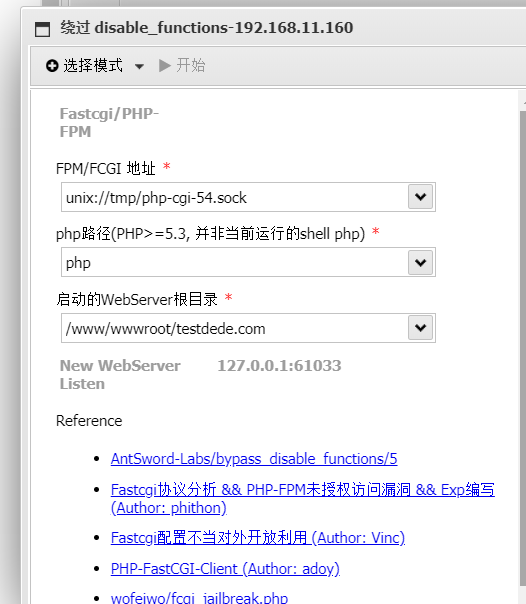 绕过 disable_functions-192.168.11.160
选择模式 开始
Fastcgi/PHP-
FPM
FPM/FCGI 地址 *
unix://tmp/php-cgi-54.sock
php路径(PHP>=5.3, 并非当前运行的shell php) *
php
启动的WebServer根目录 *
/www/wwwroot/testdede.com
New WebServer 127.0.0.1:61033
Listen
Reference
AntSword-Labs/bypass_disable_functions/5
Fastcgi协议分析 && PHP-FPM未授权访问漏洞 && Exp编写
(Author: phithon)
Fastcgi配置不当对外开放利用 (Author: Vinc)
PHP-FastCGI-Client (Author: adoy)
wofeiwo/fcgi_jailbreak.php